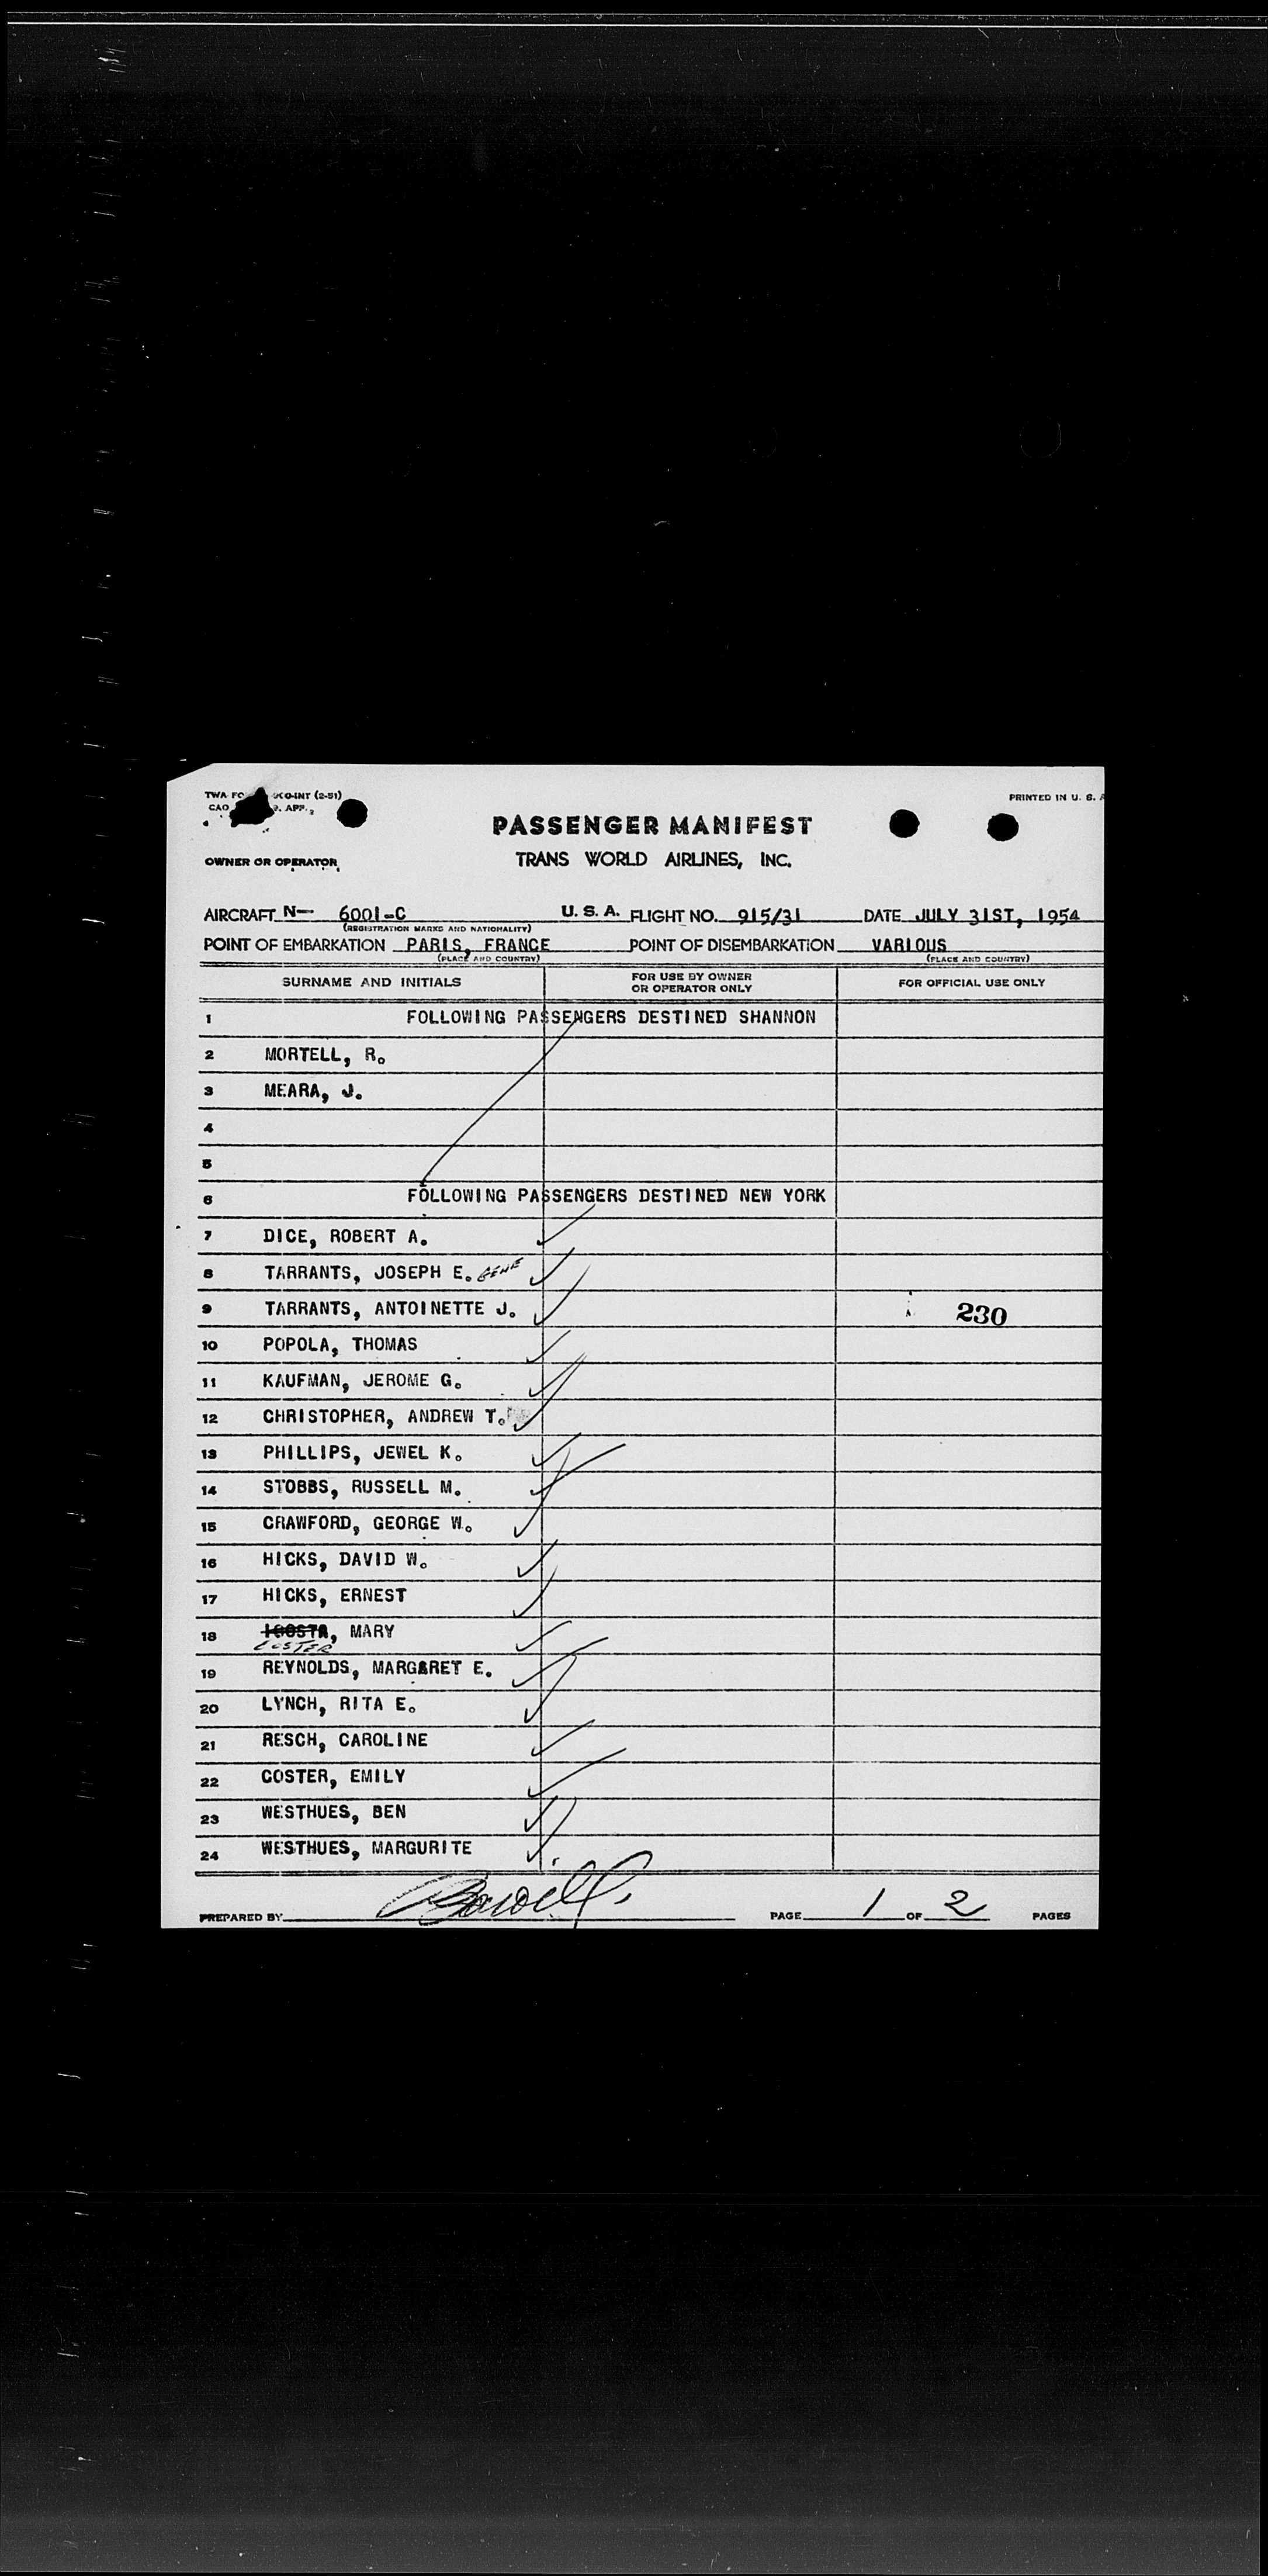 TWA FO
CAO
PRINTED IN U. S.
PASSENGER MANIFEST
OWNER OR OPERATOR
TRANS WORLD AIRLINES, INC.
AIRCRAFT N— 6001-C U. S. A. FLIGHT NO. 915/31 DATE JULY 31ST, 1954
(REGISTRATION MARKS AND NATIONALITY)
POINT OF EMBARKATION PARIS, FRANCE POINT OF DISEMBARKATION VARIOUS
(PLACE AND COUNTRY) (PLACE AND COUNTRY)
SURNAME AND INITIALS FOR USE BY OWNER OR OPERATOR ONLY FOR OFFICIAL USE ONLY
1 FOLLOWING PASSENGERS DESTINED SHANNON
2 MORTELL, R.
3 MEARA, J.
4
5
6 FOLLOWING PASSENGERS DESTINED NEW YORK
7 DICE, ROBERT A.
8 TARRANTS, JOSEPH E. GENE
9 TARRANTS, ANTOINETTE J. 230
10 POPOLA, THOMAS
11 KAUFMAN, JEROME G.
12 CHRISTOPHER, ANDREW T.
13 PHILLIPS, JEWEL K.
14 STOBBS, RUSSELL M.
15 CRAWFORD, GEORGE W.
16 HICKS, DAVID W.
17 HICKS, ERNEST
18 MARY
19 REYNOLDS, MARGARET E.
20 LYNCH, RITA E.
21 RESCH, CAROLINE
22 COSTER, EMILY
23 WESTHUES, BEN
24 WESTHUES, MARGURITE
PREPARED BY PAGE 1 OF 2 PAGES